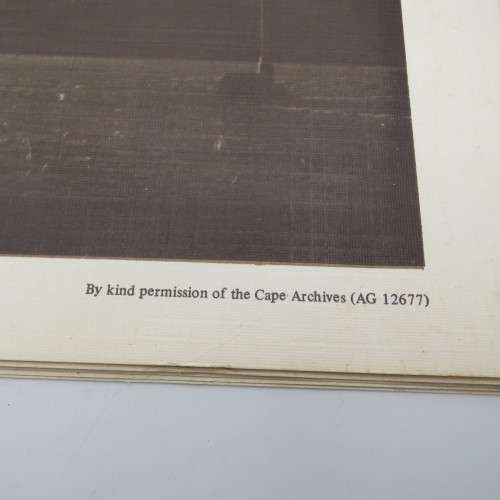 By kind permission of the Cape Archives (AG 12677)